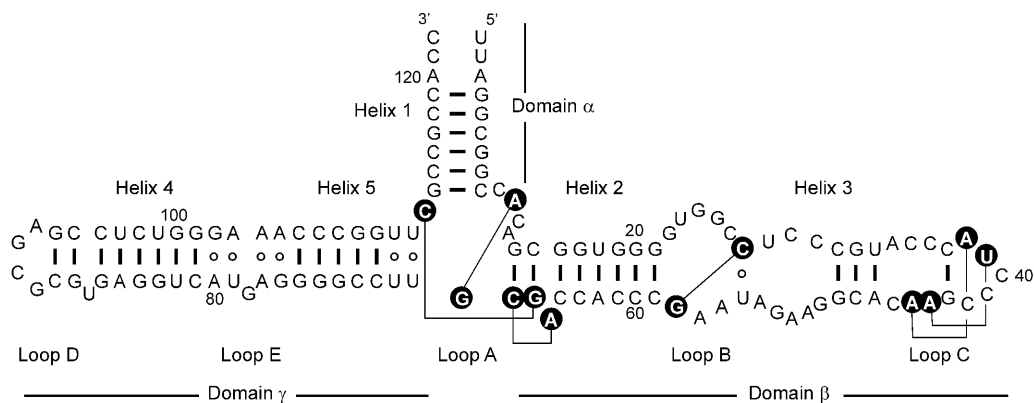 3’ 5’
C U
C U
120 A A
C G
Helix 1 C G Domain α
G C
C G
C G
G C C A
Helix 4 Helix 5 Helix 2 Helix 3
C
100 20
G A G C C U C U G G G A A A C C C G G U U C A G C G G U G G G G U G G C C U C C C G U A C C C A U C 40
C G C G U G A G G U C A U G A G G G G C C U U G C G A C C A C C C G A A U A G A A G G C A C A A G C C
80 60
Loop D Loop E Loop A Loop B Loop C
Domain γ Domain β